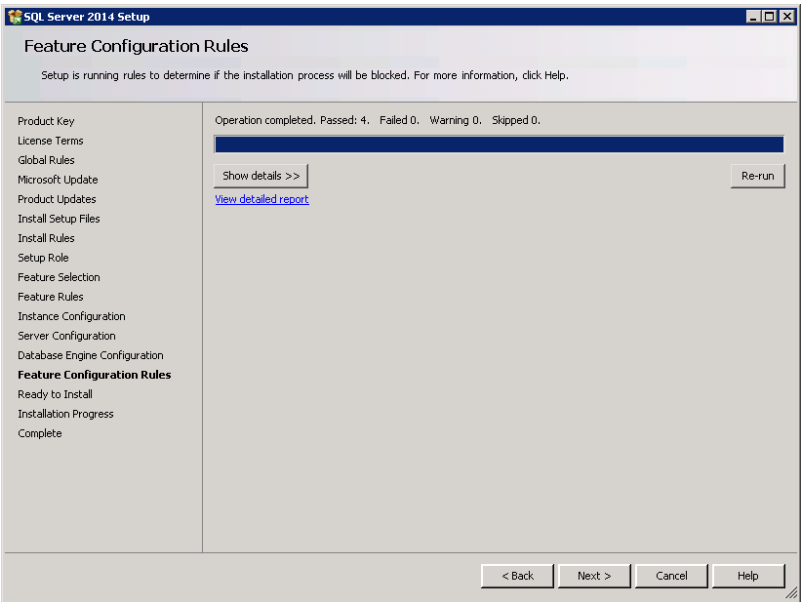 SQL Server 2014 Setup
Feature Configuration Rules
Setup is running rules to determine if the installation process will be blocked. For more information, click Help.
Product Key
License Terms
Global Rules
Microsoft Update
Product Updates
Install Setup Files
Install Rules
Setup Role
Feature Selection
Feature Rules
Instance Configuration
Server Configuration
Database Engine Configuration
Feature Configuration Rules
Ready to Install
Installation Progress
Complete
Operation completed. Passed: 4. Failed 0. Warning 0. Skipped 0.
Show details >>
Re-run
View detailed report
< Back
Next >
Cancel
Help